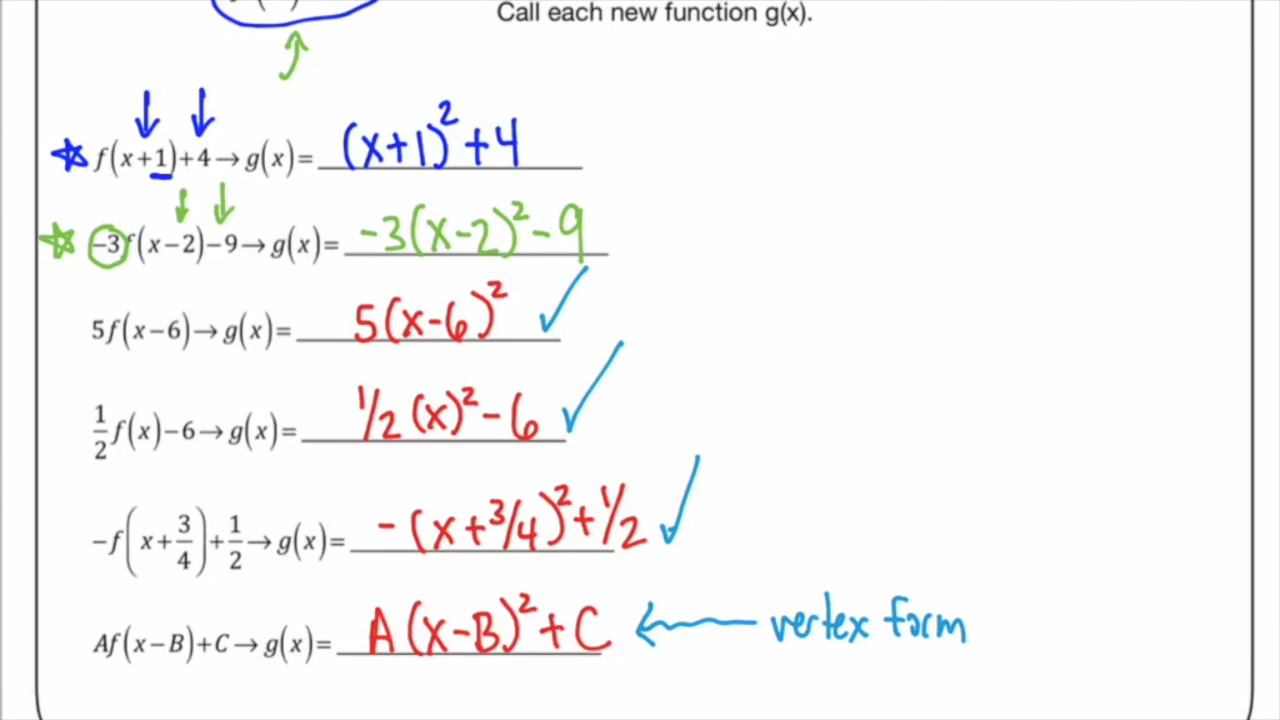 Call each new function g(x).
f(x+1)+4→g(x)= (x+1)² +4
-3f(x-2)-9→g(x)= -3(x-2)² -9
5f(x-6)→g(x)= 5(x-6)²
1/2 f(x)-6→g(x)= 1/2 (x)² -6
-f(x+3/4)+1/2→g(x)= -(x+3/4)² +1/2
Af(x-B)+C→g(x)= A(x-B)² +C ← vertex form